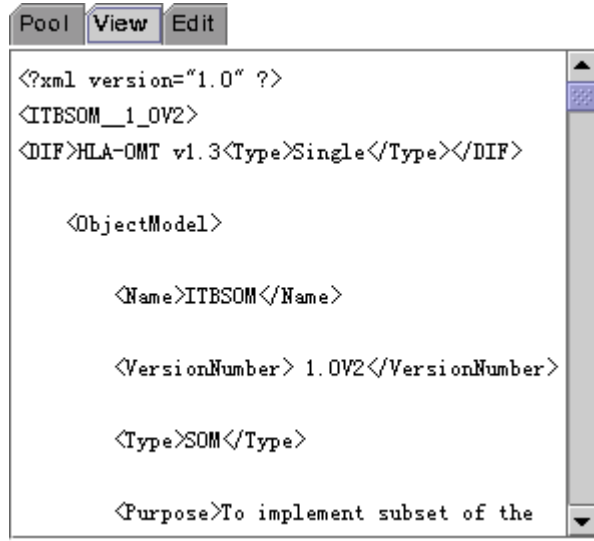 Pool View Edit
<?xml version="1.0" ?>
<ITBSOM__1_0V2>
<DIF>HLA-OMT v1.3<Type>Single</Type></DIF>
<ObjectModel>
<Name>ITBSOM</Name>
<VersionNumber> 1.0V2</VersionNumber>
<Type>SOM</Type>
<Purpose>To implement subset of the